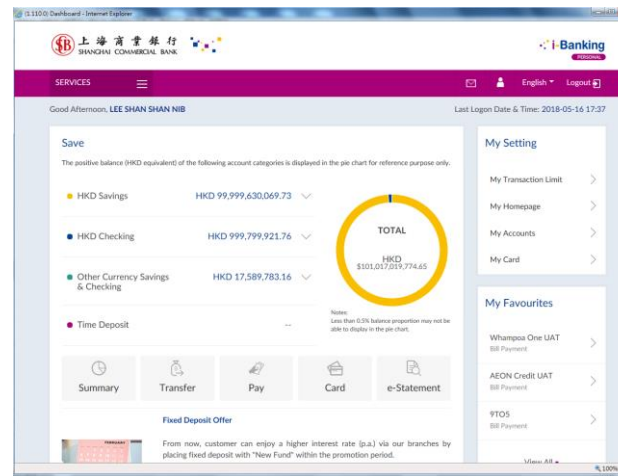 (1.110.0) Dashboard - Internet Explorer
上海商業銀行
SHANGHAI COMMERCIAL BANK
i-Banking
PERSONAL
SERVICES
English
Logout
Good Afternoon, LEE SHAN SHAN NIB
Last Logon Date & Time: 2018-05-16 17:37
Save
The positive balance (HKD equivalent) of the following account categories is displayed in the pie chart for reference purpose only.
HKD Savings HKD 99,999,630,069.73
HKD Checking HKD 999,799,921.76
Other Currency Savings HKD 17,589,783.16
& Checking
Time Deposit --
TOTAL
HKD
$101,017,019,774.65
Notes:
Less than 0.5% balance proportion may not be
able to display in the pie chart.
Summary Transfer Pay Card e-Statement
Fixed Deposit Offer
From now, customer can enjoy a higher interest rate (p.a.) via our branches by
placing fixed deposit with "New Fund" within the promotion period.
FEBRUARY
My Setting
My Transaction Limit
My Homepage
My Accounts
My Card
My Favourites
Whampoa One UAT
Bill Payment
AEON Credit UAT
Bill Payment
9TO5
Bill Payment
View All
100%